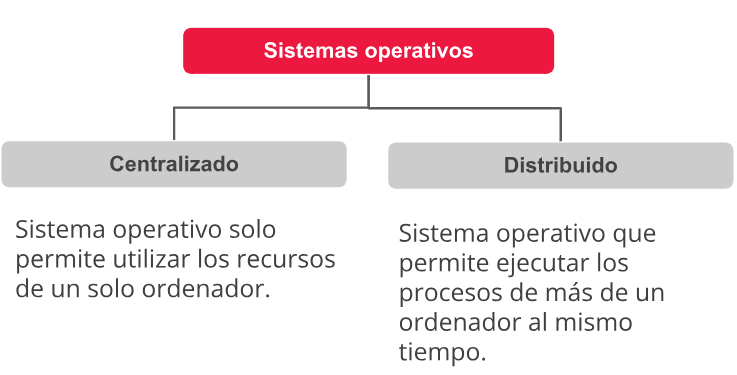 Sistemas operativos
Centralizado
Distribuido
Sistema operativo solo
permite utilizar los recursos
de un solo ordenador.
Sistema operativo que
permite ejecutar los
procesos de más de un
ordenador al mismo
tiempo.